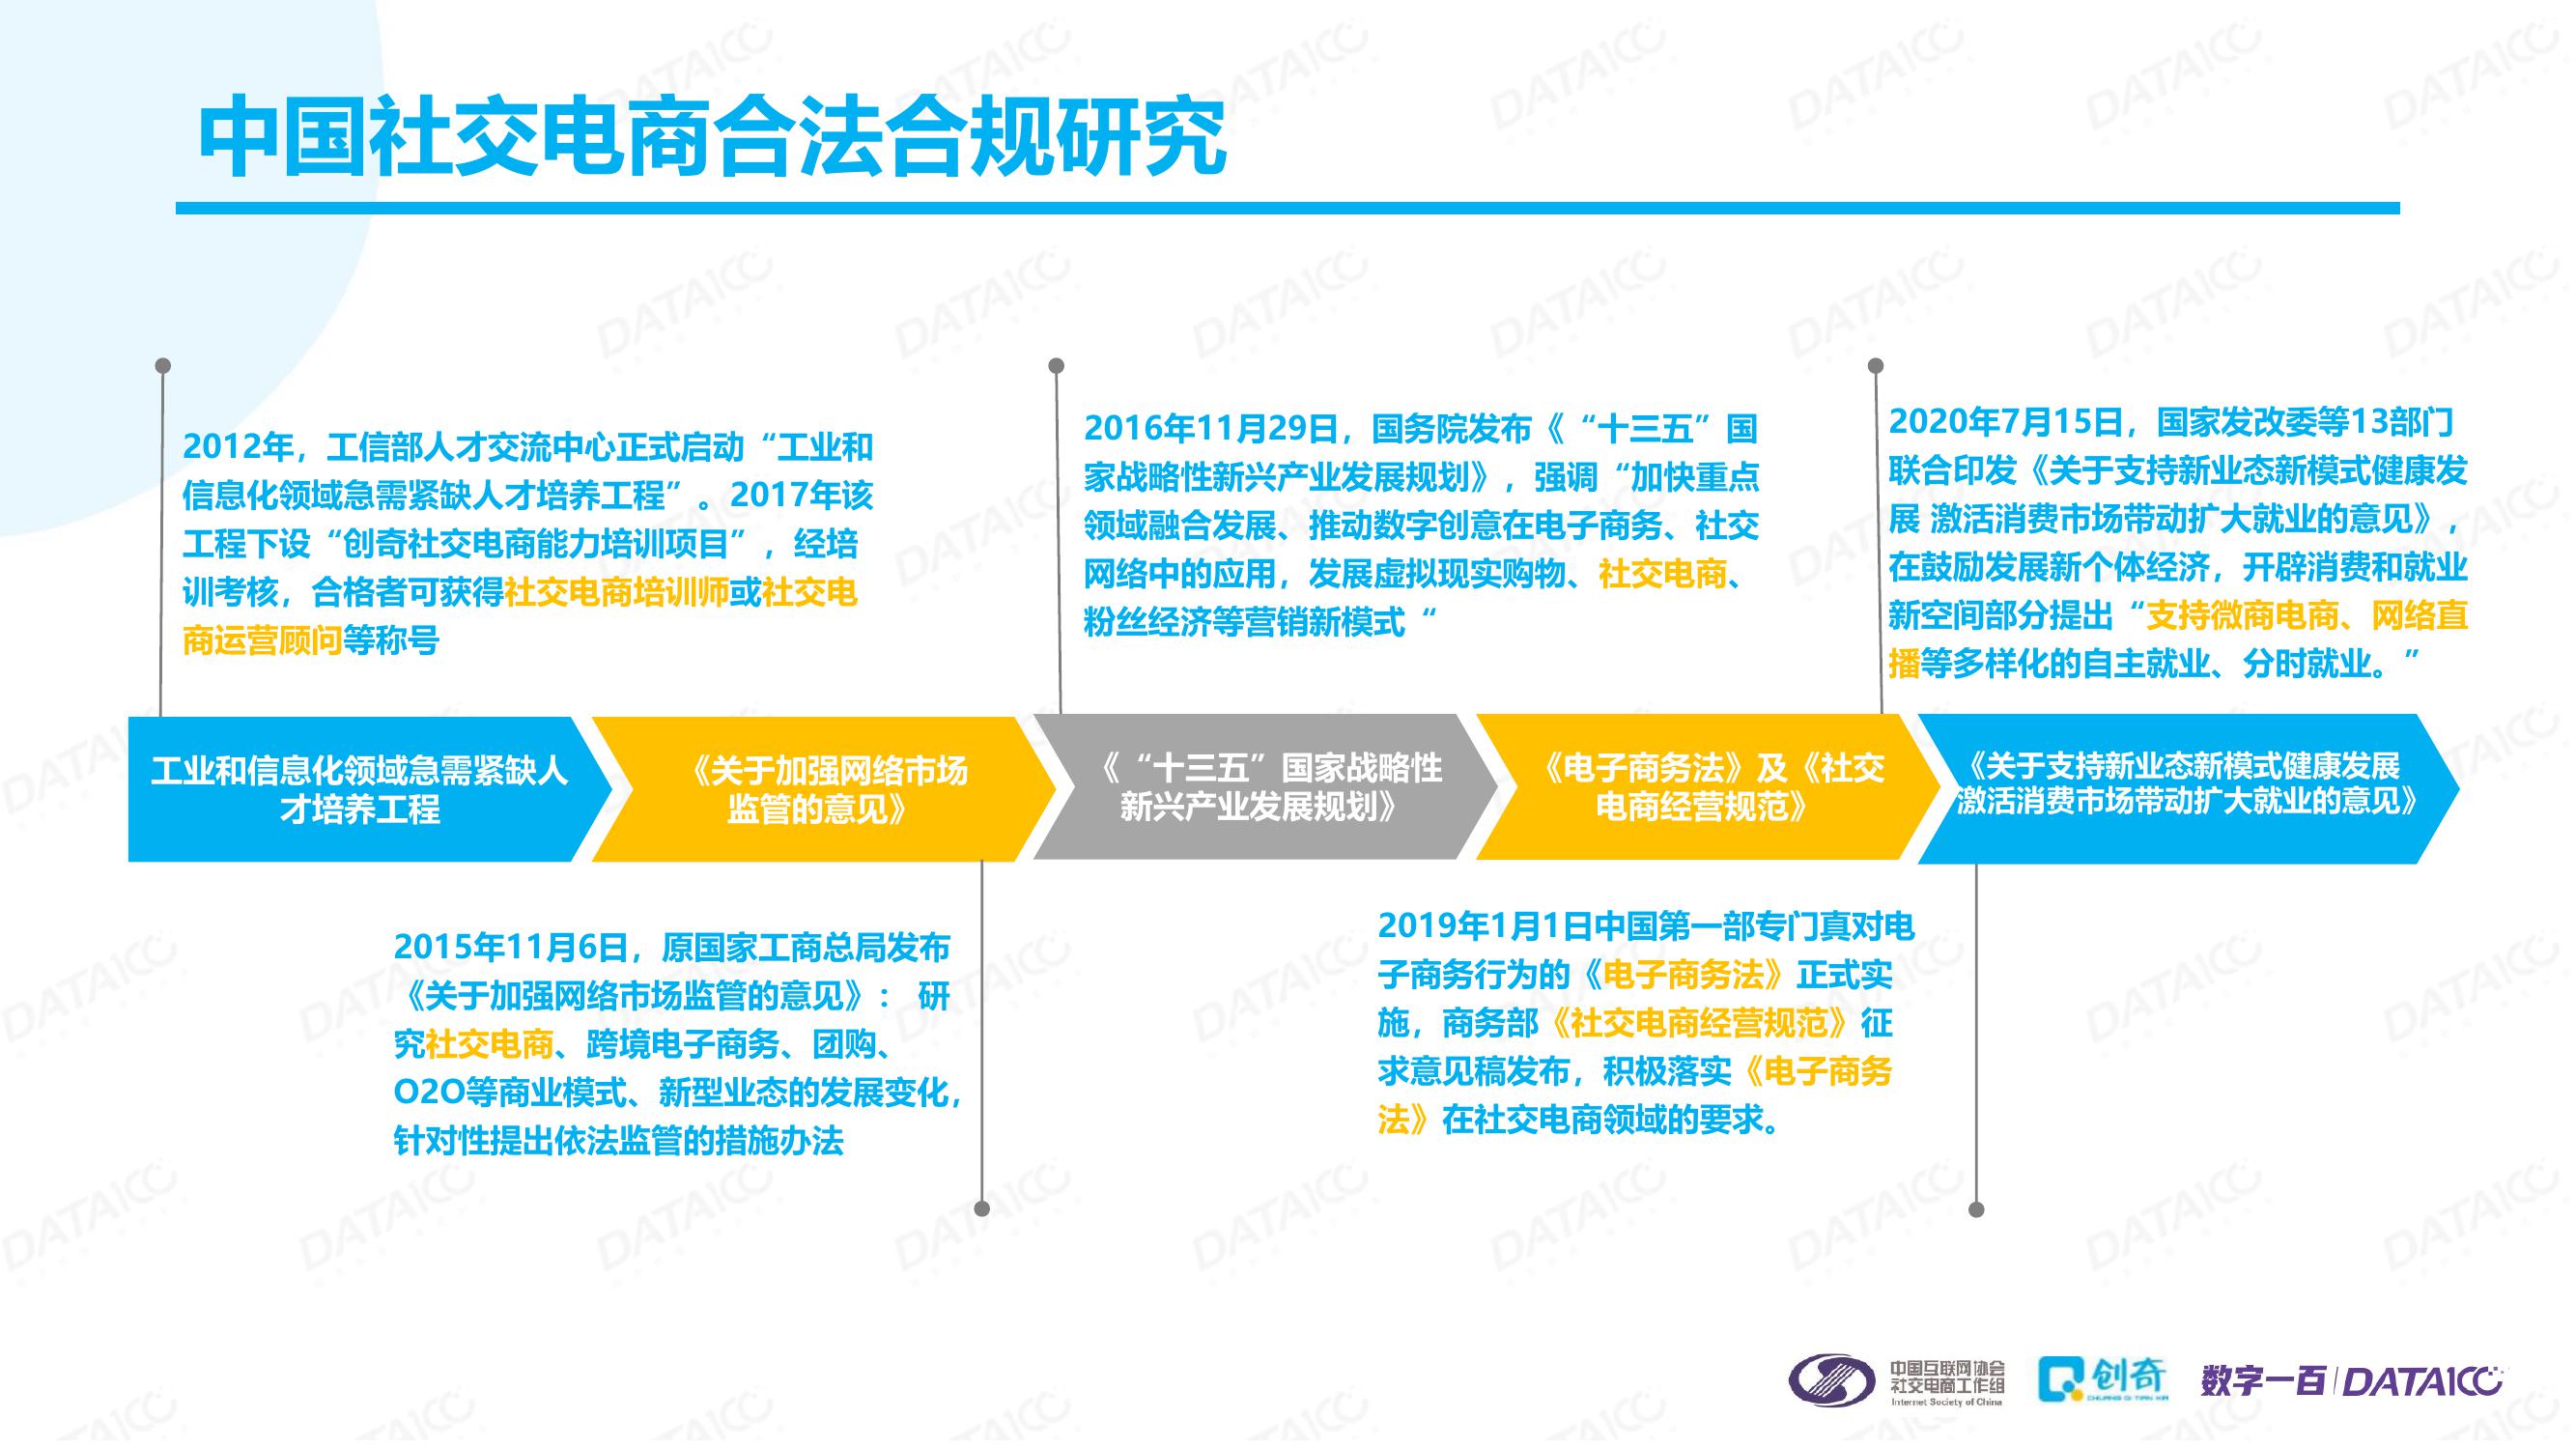 中国社交电商合法合规研究
2012年，工信部人才交流中心正式启动“工业和
信息化领域急需紧缺人才培养工程”。2017年该
工程下设“创奇社交电商能力培训项目”，经培
训考核，合格者可获得社交电商培训师或社交电
商运营顾问等称号
2016年11月29日，国务院发布《“十三五”国
家战略性新兴产业发展规划》，强调“加快重点
领域融合发展、推动数字创意在电子商务、社交
网络中的应用，发展虚拟现实购物、社交电商、
粉丝经济等营销新模式“
2020年7月15日，国家发改委等13部门
联合印发《关于支持新业态新模式健康发
展 激活消费市场带动扩大就业的意见》，
在鼓励发展新个体经济，开辟消费和就业
新空间部分提出“支持微商电商、网络直
播等多样化的自主就业、分时就业。”
工业和信息化领域急需紧缺人
才培养工程
《关于加强网络市场
监管的意见》
《“十三五”国家战略性
新兴产业发展规划》
《电子商务法》及《社交
电商经营规范》
《关于支持新业态新模式健康发展
激活消费市场带动扩大就业的意见》
2015年11月6日，原国家工商总局发布
《关于加强网络市场监管的意见》： 研
究社交电商、跨境电子商务、团购、
O2O等商业模式、新型业态的发展变化，
针对性提出依法监管的措施办法
2019年1月1日中国第一部专门真对电
子商务行为的《电子商务法》正式实
施，商务部《社交电商经营规范》征
求意见稿发布，积极落实《电子商务
法》在社交电商领域的要求。
中国互联网协会
社交电商工作组
Internet Society of China
创奇
CHUANG QI TIAN XIA
数字一百 | DATA100